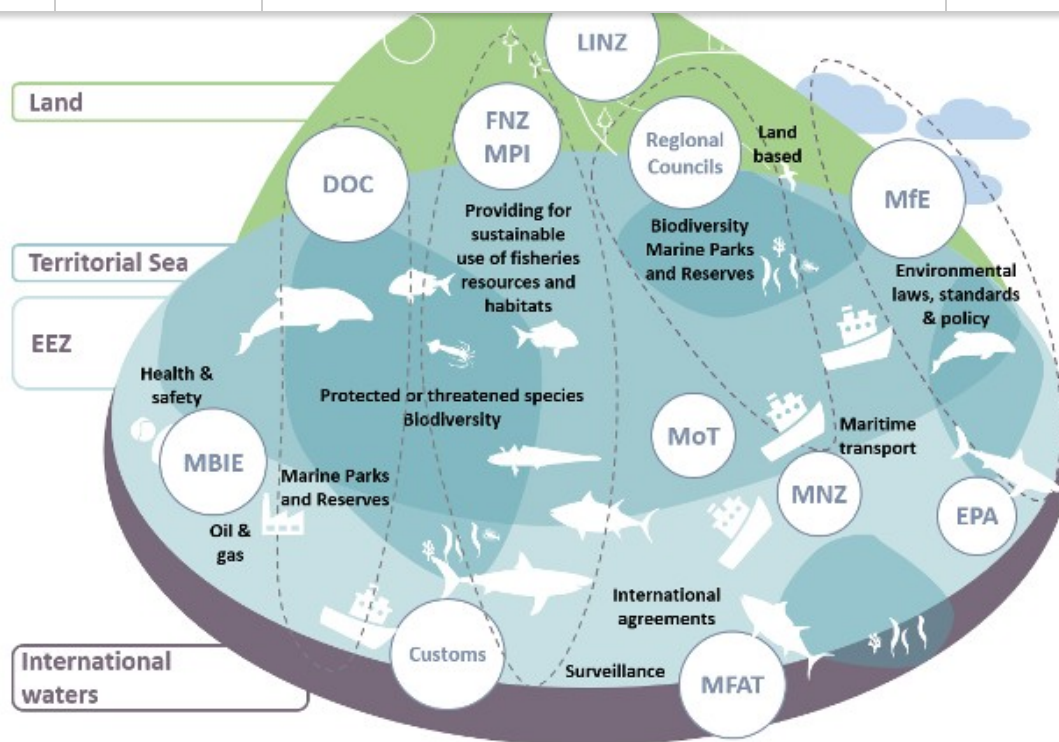 LINZ
Land
FNZ
MPI
Regional
Councils
Land
based
DOC
MfE
Providing for
sustainable
use of fisheries
resources and
habitats
Biodiversity
Marine Parks
and Reserves
Territorial Sea
Environmental
laws, standards
& policy
EEZ
Health &
safety
Protected or threatened species
Biodiversity
MoT
Maritime
transport
MBIE
Marine Parks
and Reserves
MNZ
EPA
Oil &
gas
International
agreements
Customs
Surveillance
MFAT
International
waters